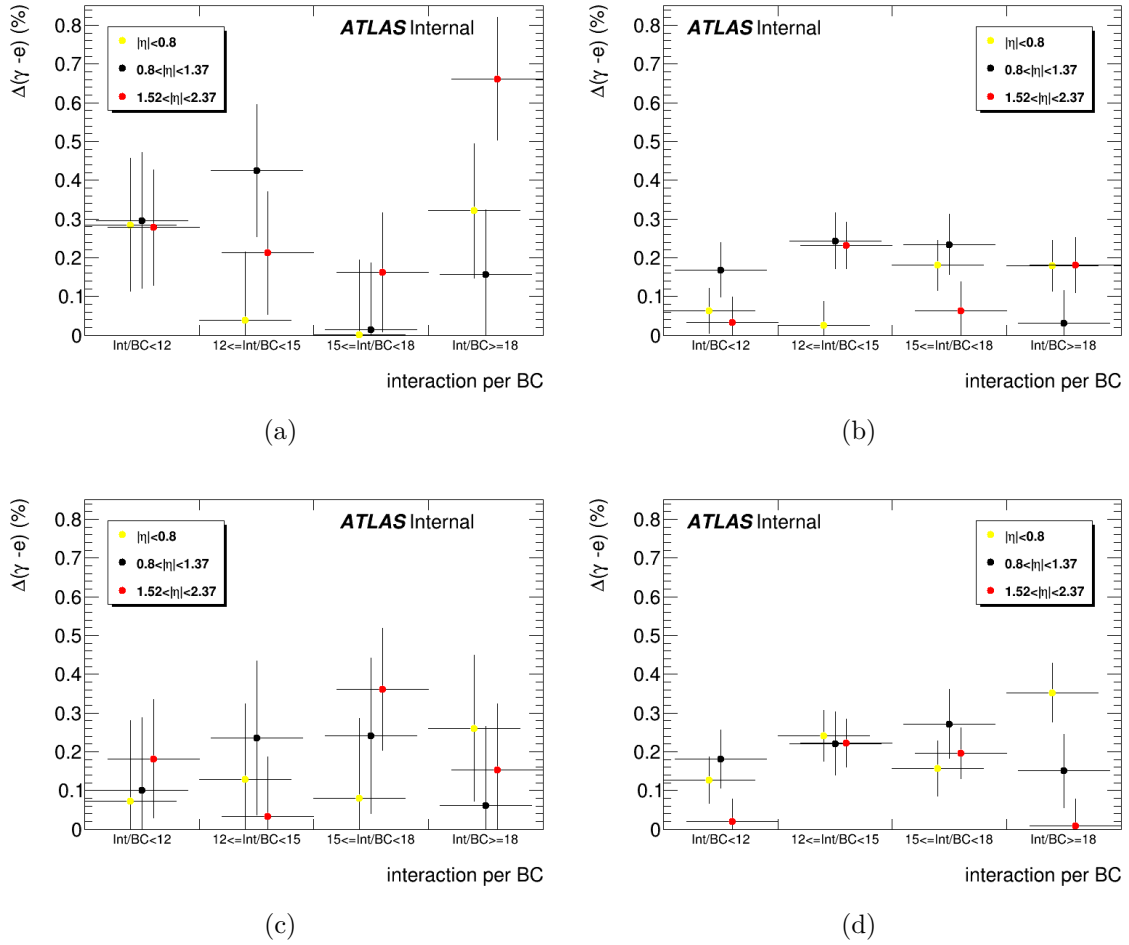 ATLAS Internal
Δ(γ -e) (%)
|η|<0.8
0.8<|η|<1.37
1.52<|η|<2.37
0.8
0.7
0.6
0.5
0.4
0.3
0.2
0.1
0
Int/BC<12
12<=Int/BC<15
15<=Int/BC<18
Int/BC>=18
interaction per BC
(a)
ATLAS Internal
Δ(γ -e) (%)
|η|<0.8
0.8<|η|<1.37
1.52<|η|<2.37
0.8
0.7
0.6
0.5
0.4
0.3
0.2
0.1
0
Int/BC<12
12<=Int/BC<15
15<=Int/BC<18
Int/BC>=18
interaction per BC
(b)
ATLAS Internal
Δ(γ -e) (%)
|η|<0.8
0.8<|η|<1.37
1.52<|η|<2.37
0.8
0.7
0.6
0.5
0.4
0.3
0.2
0.1
0
Int/BC<12
12<=Int/BC<15
15<=Int/BC<18
Int/BC>=18
interaction per BC
(c)
ATLAS Internal
Δ(γ -e) (%)
|η|<0.8
0.8<|η|<1.37
1.52<|η|<2.37
0.8
0.7
0.6
0.5
0.4
0.3
0.2
0.1
0
Int/BC<12
12<=Int/BC<15
15<=Int/BC<18
Int/BC>=18
interaction per BC
(d)